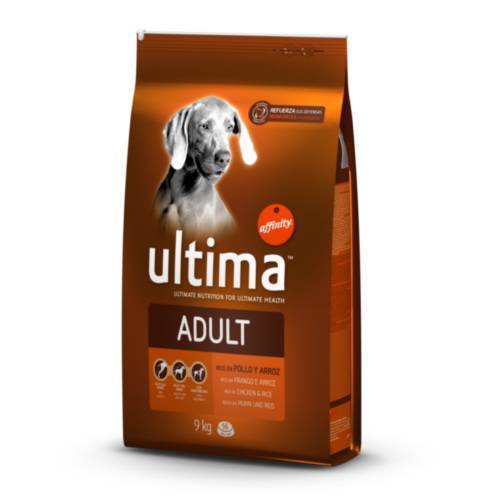 REFUERZA SUS DEFENSAS
affinity
ultima™
ULTIMATE NUTRITION FOR ULTIMATE HEALTH
ADULT
RICO EN POLLO Y ARROZ
RICO EM FRANGO E ARROZ
RICH IN CHICKEN & RICE
REICH AN HUHN UND REIS
9 kg